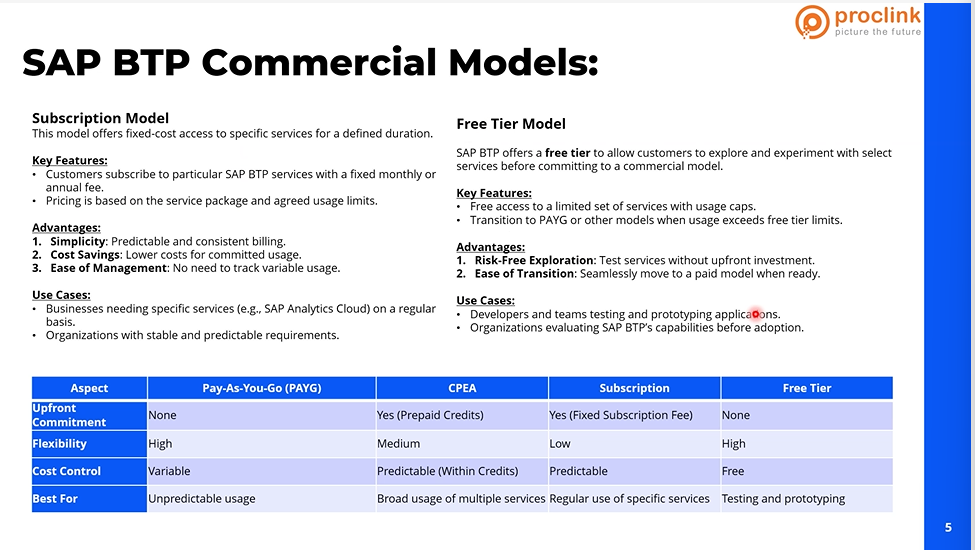 proclink
picture the future
SAP BTP Commercial Models:
Subscription Model
This model offers fixed-cost access to specific services for a defined duration.
Key Features:
• Customers subscribe to particular SAP BTP services with a fixed monthly or
annual fee.
• Pricing is based on the service package and agreed usage limits.
Advantages:
1. Simplicity: Predictable and consistent billing.
2. Cost Savings: Lower costs for committed usage.
3. Ease of Management: No need to track variable usage.
Use Cases:
• Businesses needing specific services (e.g., SAP Analytics Cloud) on a regular
basis.
• Organizations with stable and predictable requirements.
Free Tier Model
SAP BTP offers a free tier to allow customers to explore and experiment with select
services before committing to a commercial model.
Key Features:
• Free access to a limited set of services with usage caps.
• Transition to PAYG or other models when usage exceeds free tier limits.
Advantages:
1. Risk-Free Exploration: Test services without upfront investment.
2. Ease of Transition: Seamlessly move to a paid model when ready.
Use Cases:
• Developers and teams testing and prototyping applications.
• Organizations evaluating SAP BTP's capabilities before adoption.
Aspect Pay-As-You-Go (PAYG) CPEA Subscription Free Tier
Upfront
Commitment None Yes (Prepaid Credits) Yes (Fixed Subscription Fee) None
Flexibility High Medium Low High
Cost Control Variable Predictable (Within Credits) Predictable Free
Best For Unpredictable usage Broad usage of multiple services Regular use of specific services Testing and prototyping
5